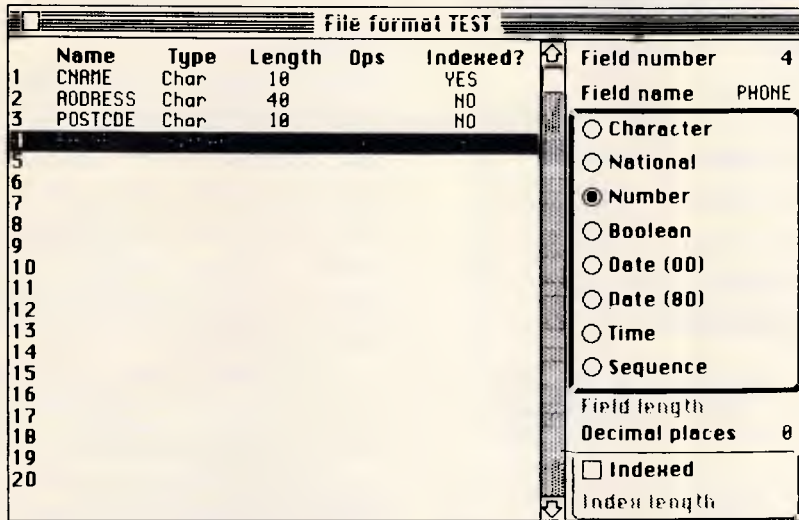 File format TEST
Name Type Length Ops Indexed?
1 CNAME Char 10 YES
2 ADDRESS Char 40 NO
3 POSTCDE Char 10 NO
4
5
6
7
8
9
10
11
12
13
14
15
16
17
18
19
20
Field number 4
Field name PHONE
Character
National
Number
Boolean
Date (00)
Date (80)
Time
Sequence
Field length
Decimal places 0
Indexed
Index length